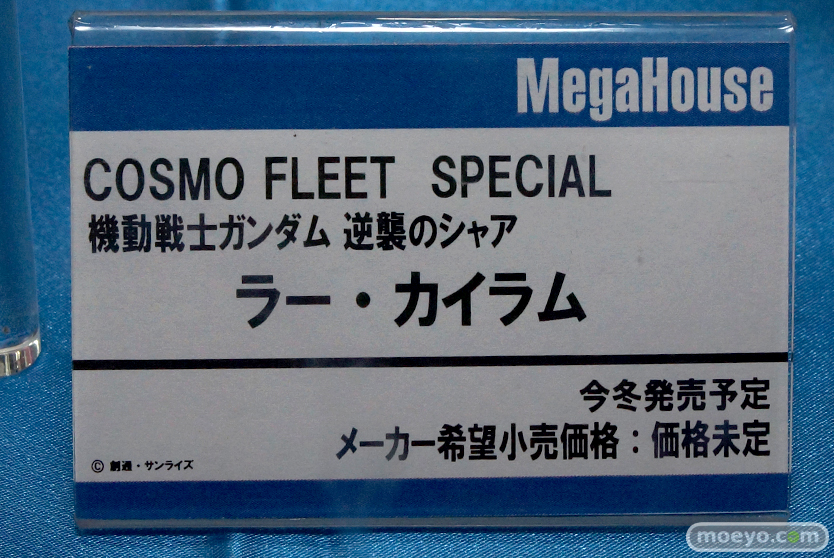 MegaHouse
COSMO FLEET SPECIAL
機動戦士ガンダム 逆襲のシャア
ラー・カイラム
今冬発売予定
メーカー希望小売価格：価格未定
© 創通・サンライズ
moeyo.com